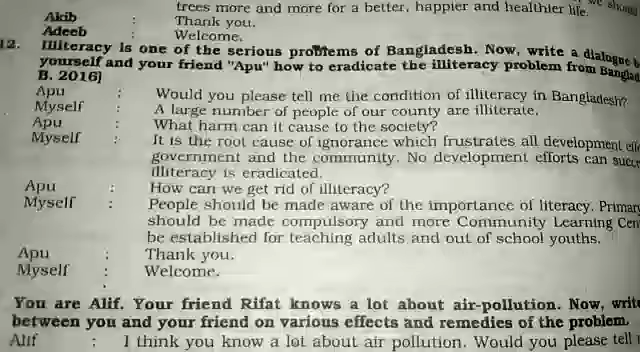 we should
trees more and more for a better, happier and healthier life.
Akib : Thank you.
Adeeb : Welcome.
12. Illiteracy is one of the serious problems of Bangladesh. Now, write a dialogue
yourself and your friend "Apu" how to eradicate the illiteracy problem from
B. 2016]
Apu : Would you please tell me the condition of illiteracy in Bangladesh?
Myself : A large number of people of our county are illiterate.
Apu : What harm can it cause to the society?
Myself : It is the root cause of ignorance which frustrates all development
government and the community. No development efforts can
illiteracy is eradicated.
Apu : How can we get rid of illiteracy?
Myself : People should be made aware of the importance of literacy.
should be made compulsory and more Community Learning
be established for teaching adults and out of school youths.
Apu : Thank you.
Myself : Welcome.
You are Alif. Your friend Rifat knows a lot about air-pollution. Now,
between you and your friend on various effects and remedies of the problem.
Alif : I think you know a lot about air pollution. Would you please tell